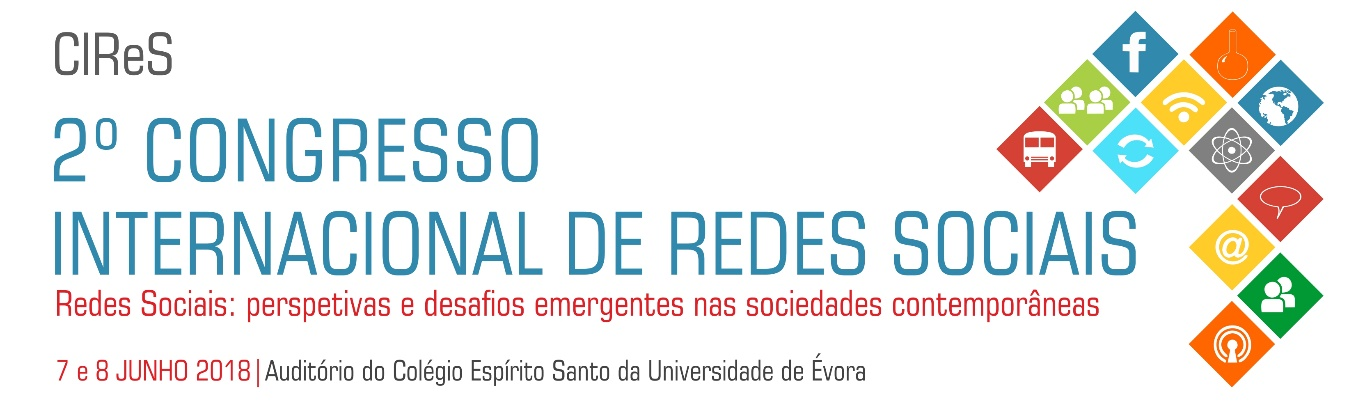 CIReS
2º CONGRESSO
INTERNACIONAL DE REDES SOCIAIS
Redes Sociais: perspetivas e desafios emergentes nas sociedades contemporâneas
7 e 8 JUNHO 2018|Auditório do Colégio Espírito Santo da Universidade de Évora
f
@